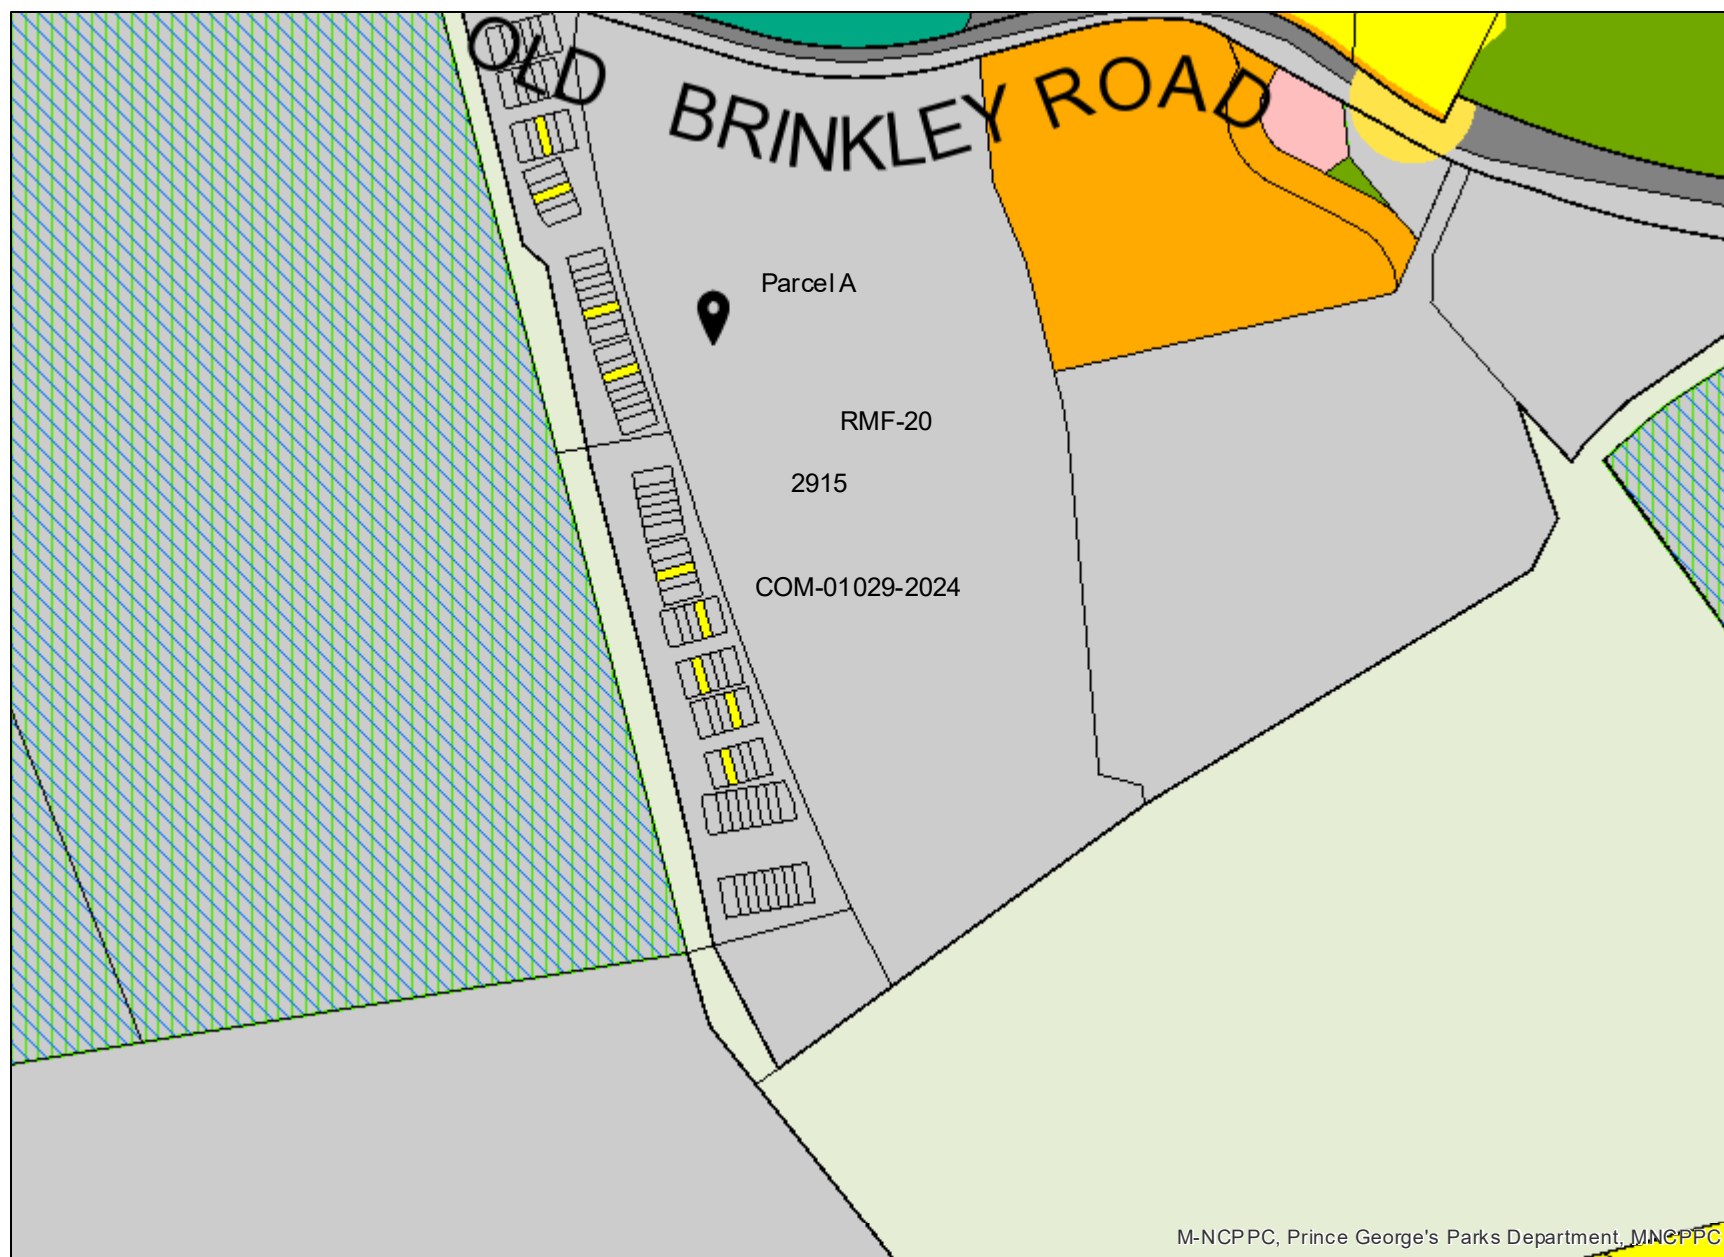 OLD BRINKLEY ROAD
Parcel A
RMF-20
2915
COM-01029-2024
M-NCPPC, Prince George's Parks Department, MNCPPC